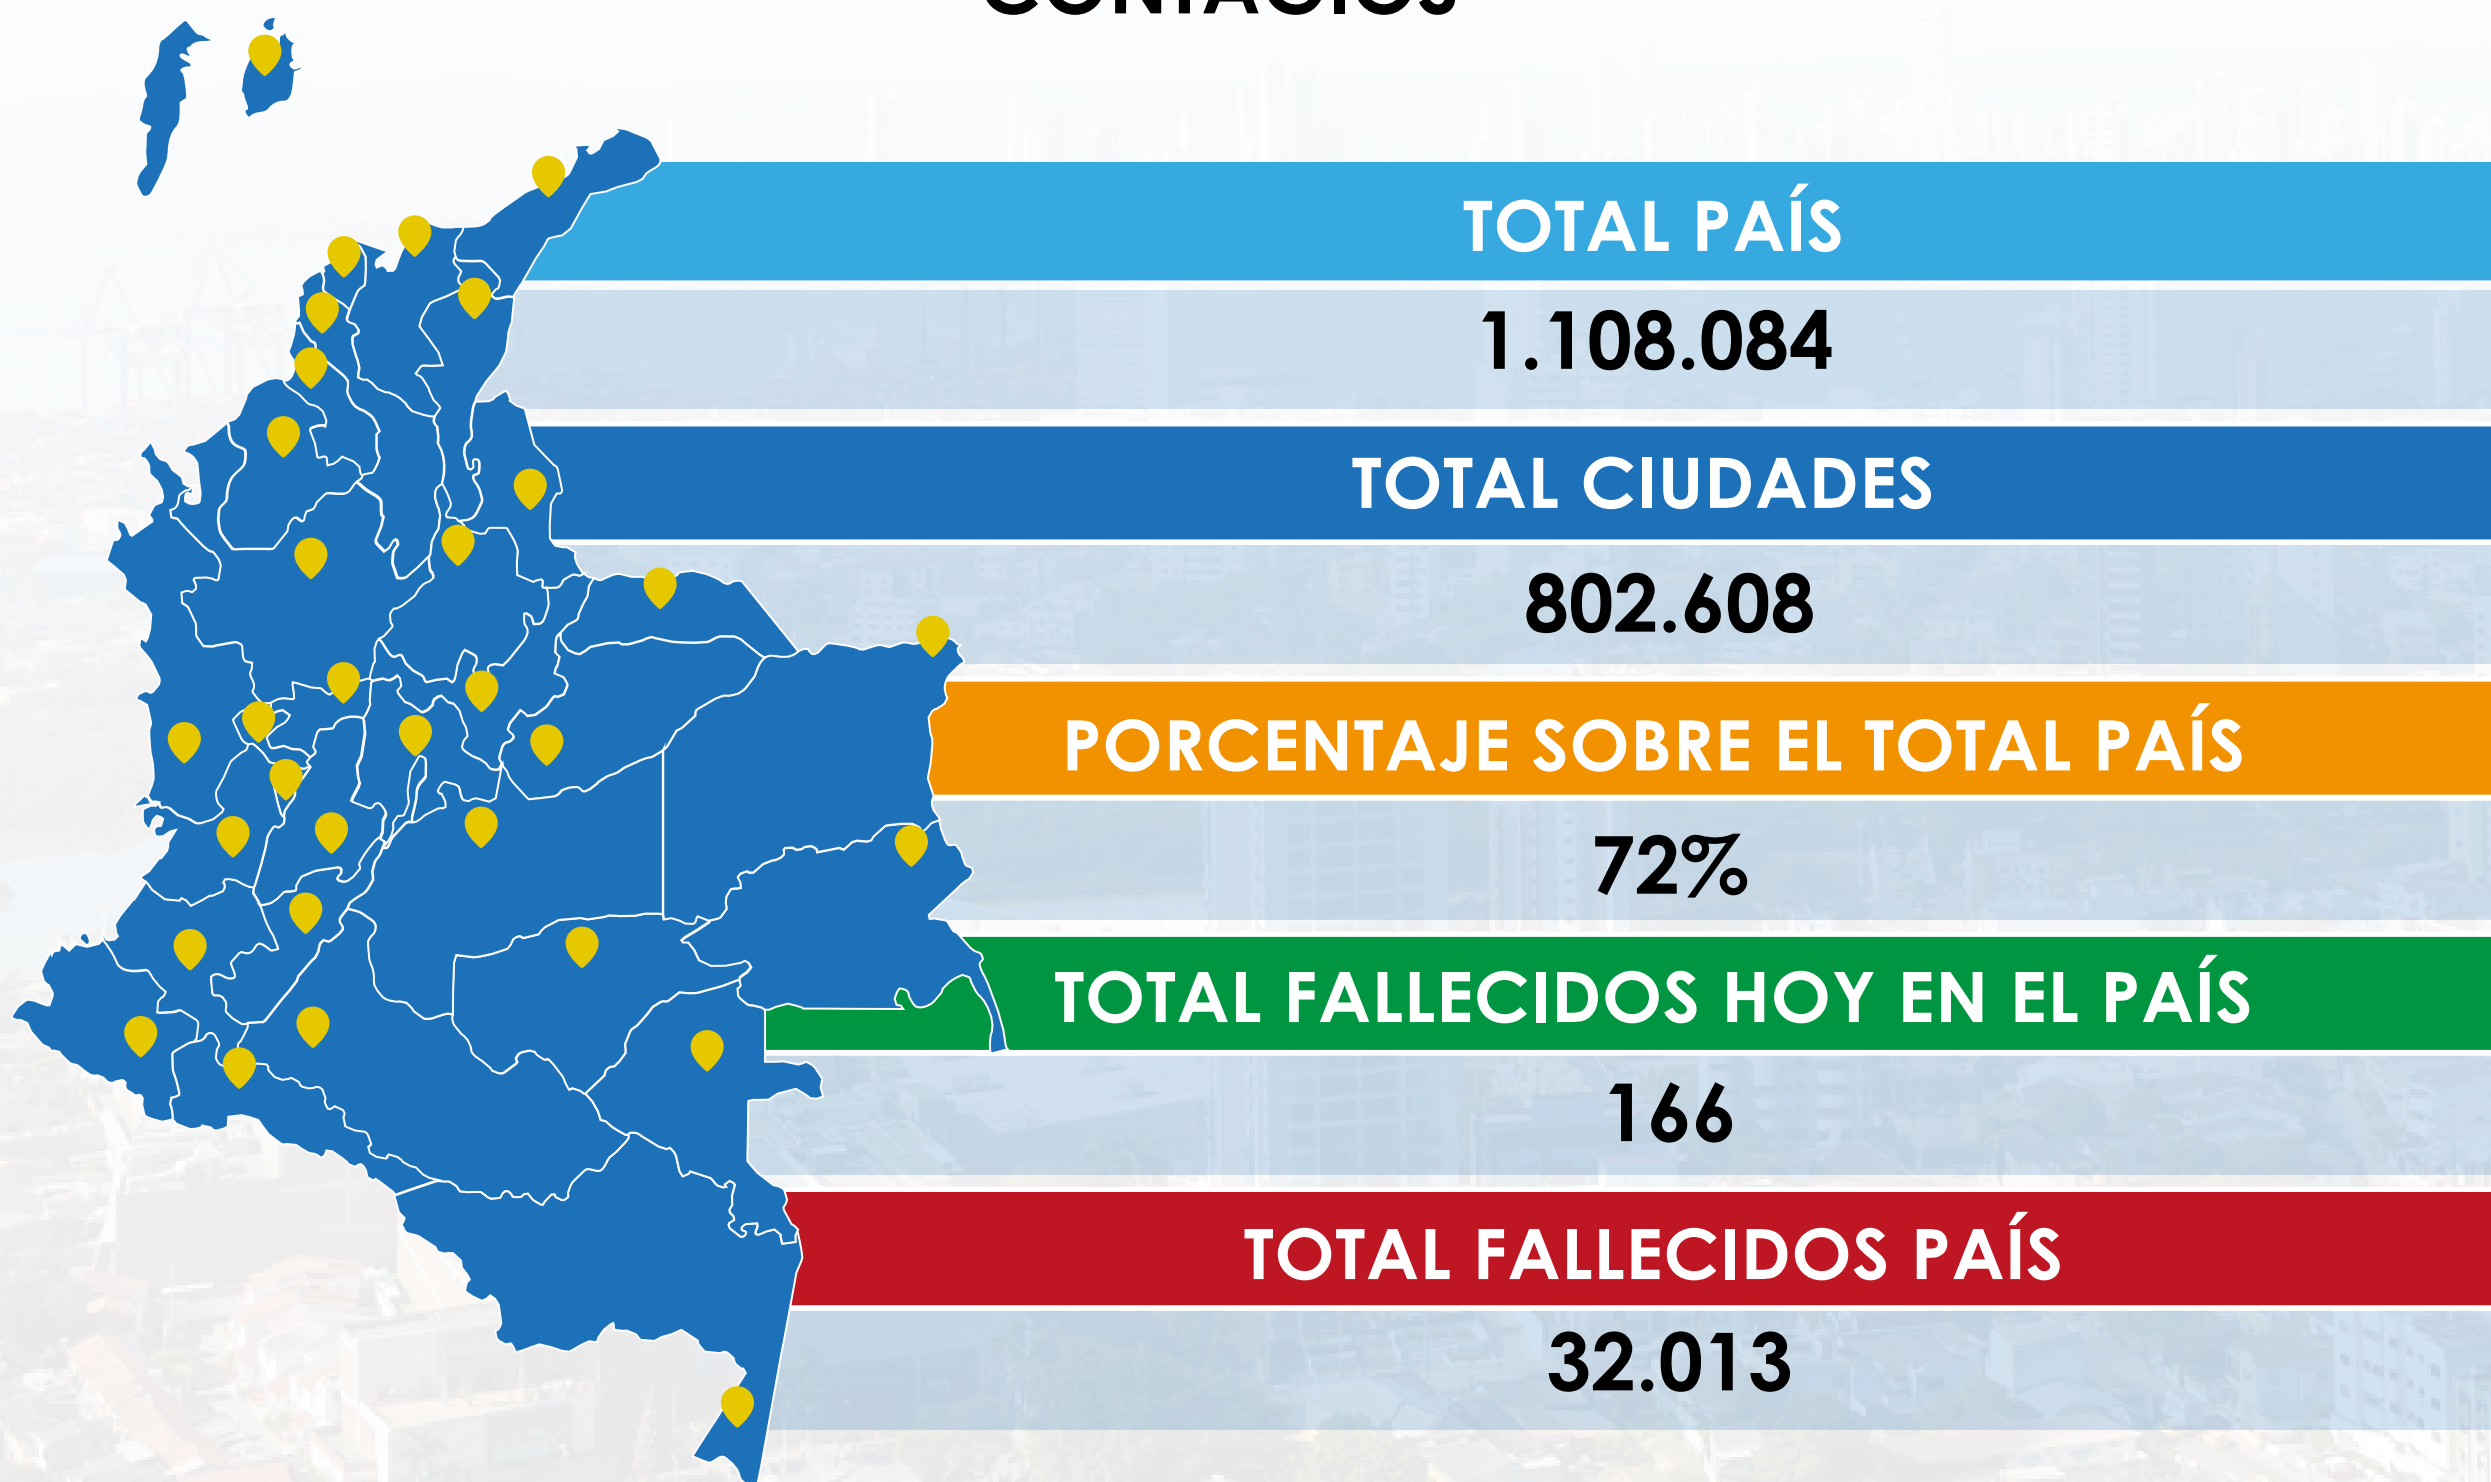 CONTAGIOS
TOTAL PAÍS
1.108.084
TOTAL CIUDADES
802.608
PORCENTAJE SOBRE EL TOTAL PAÍS
72%
TOTAL FALLECIDOS HOY EN EL PAÍS
166
TOTAL FALLECIDOS PAÍS
32.013